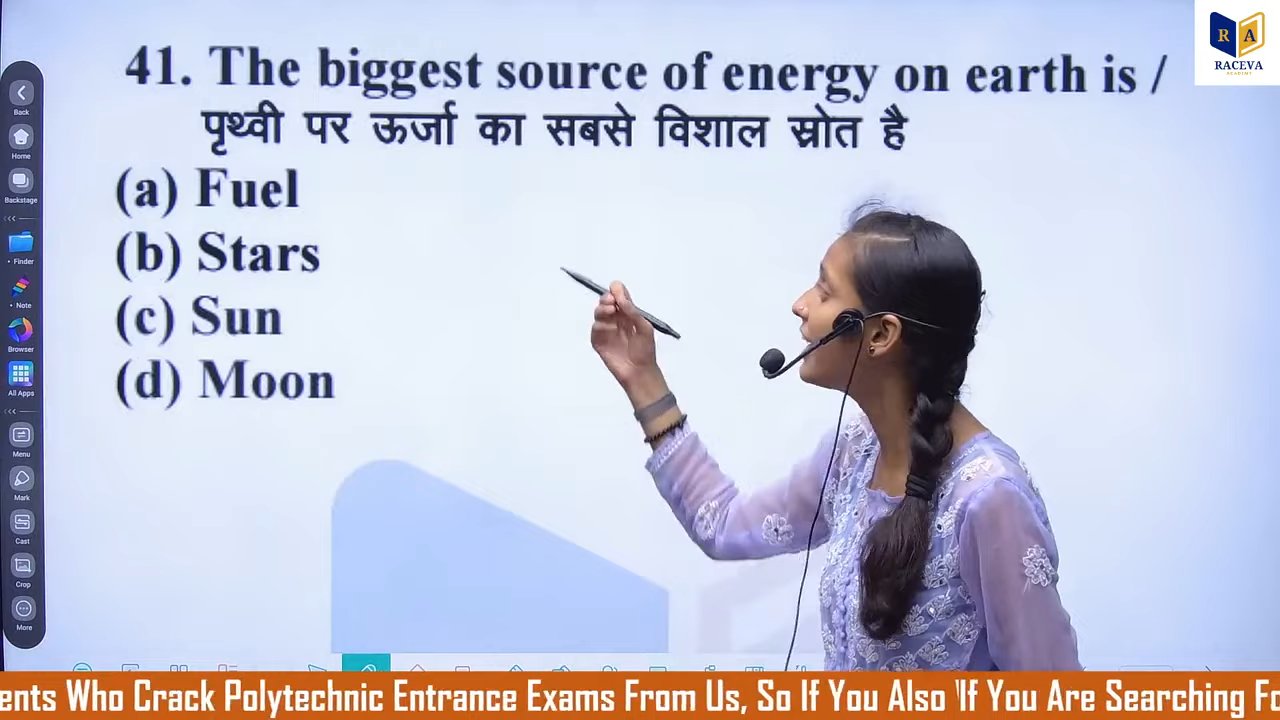 41. The biggest source of energy on earth is /
पृथ्वी पर ऊर्जा का सबसे विशाल स्रोत है
(a) Fuel
(b) Stars
(c) Sun
(d) Moon
R A
RACEVA
ACADEMY
Back
Home
Backstage
Finder
Note
Browser
All Apps
Menu
Mark
Cast
Crop
More
ents Who Crack Polytechnic Entrance Exams From Us, So If You Also 'If You Are Searching Fo